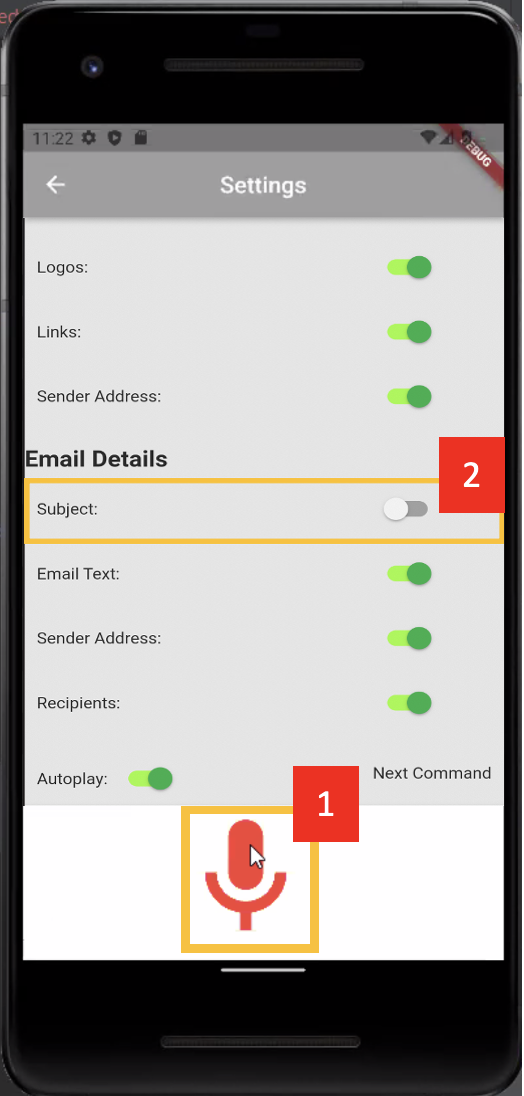 ed
11:22
DEBUG
Settings
Logos:
Links:
Sender Address:
Email Details
2
Subject:
Email Text:
Sender Address:
Recipients:
Next Command
Autoplay:
1